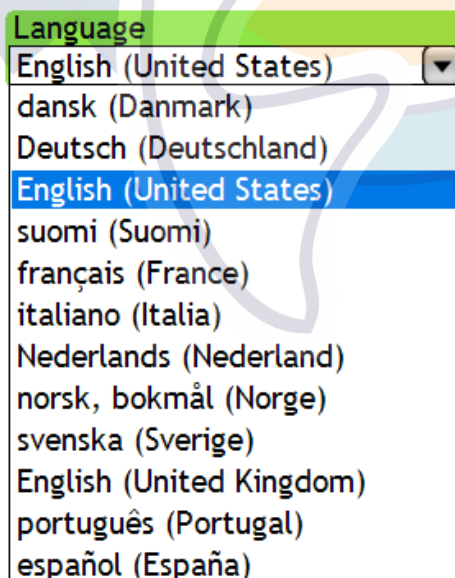 Language
English (United States)
dansk (Danmark)
Deutsch (Deutschland)
English (United States)
suomi (Suomi)
français (France)
italiano (Italia)
Nederlands (Nederland)
norsk, bokmål (Norge)
svenska (Sverige)
English (United Kingdom)
português (Portugal)
español (España)